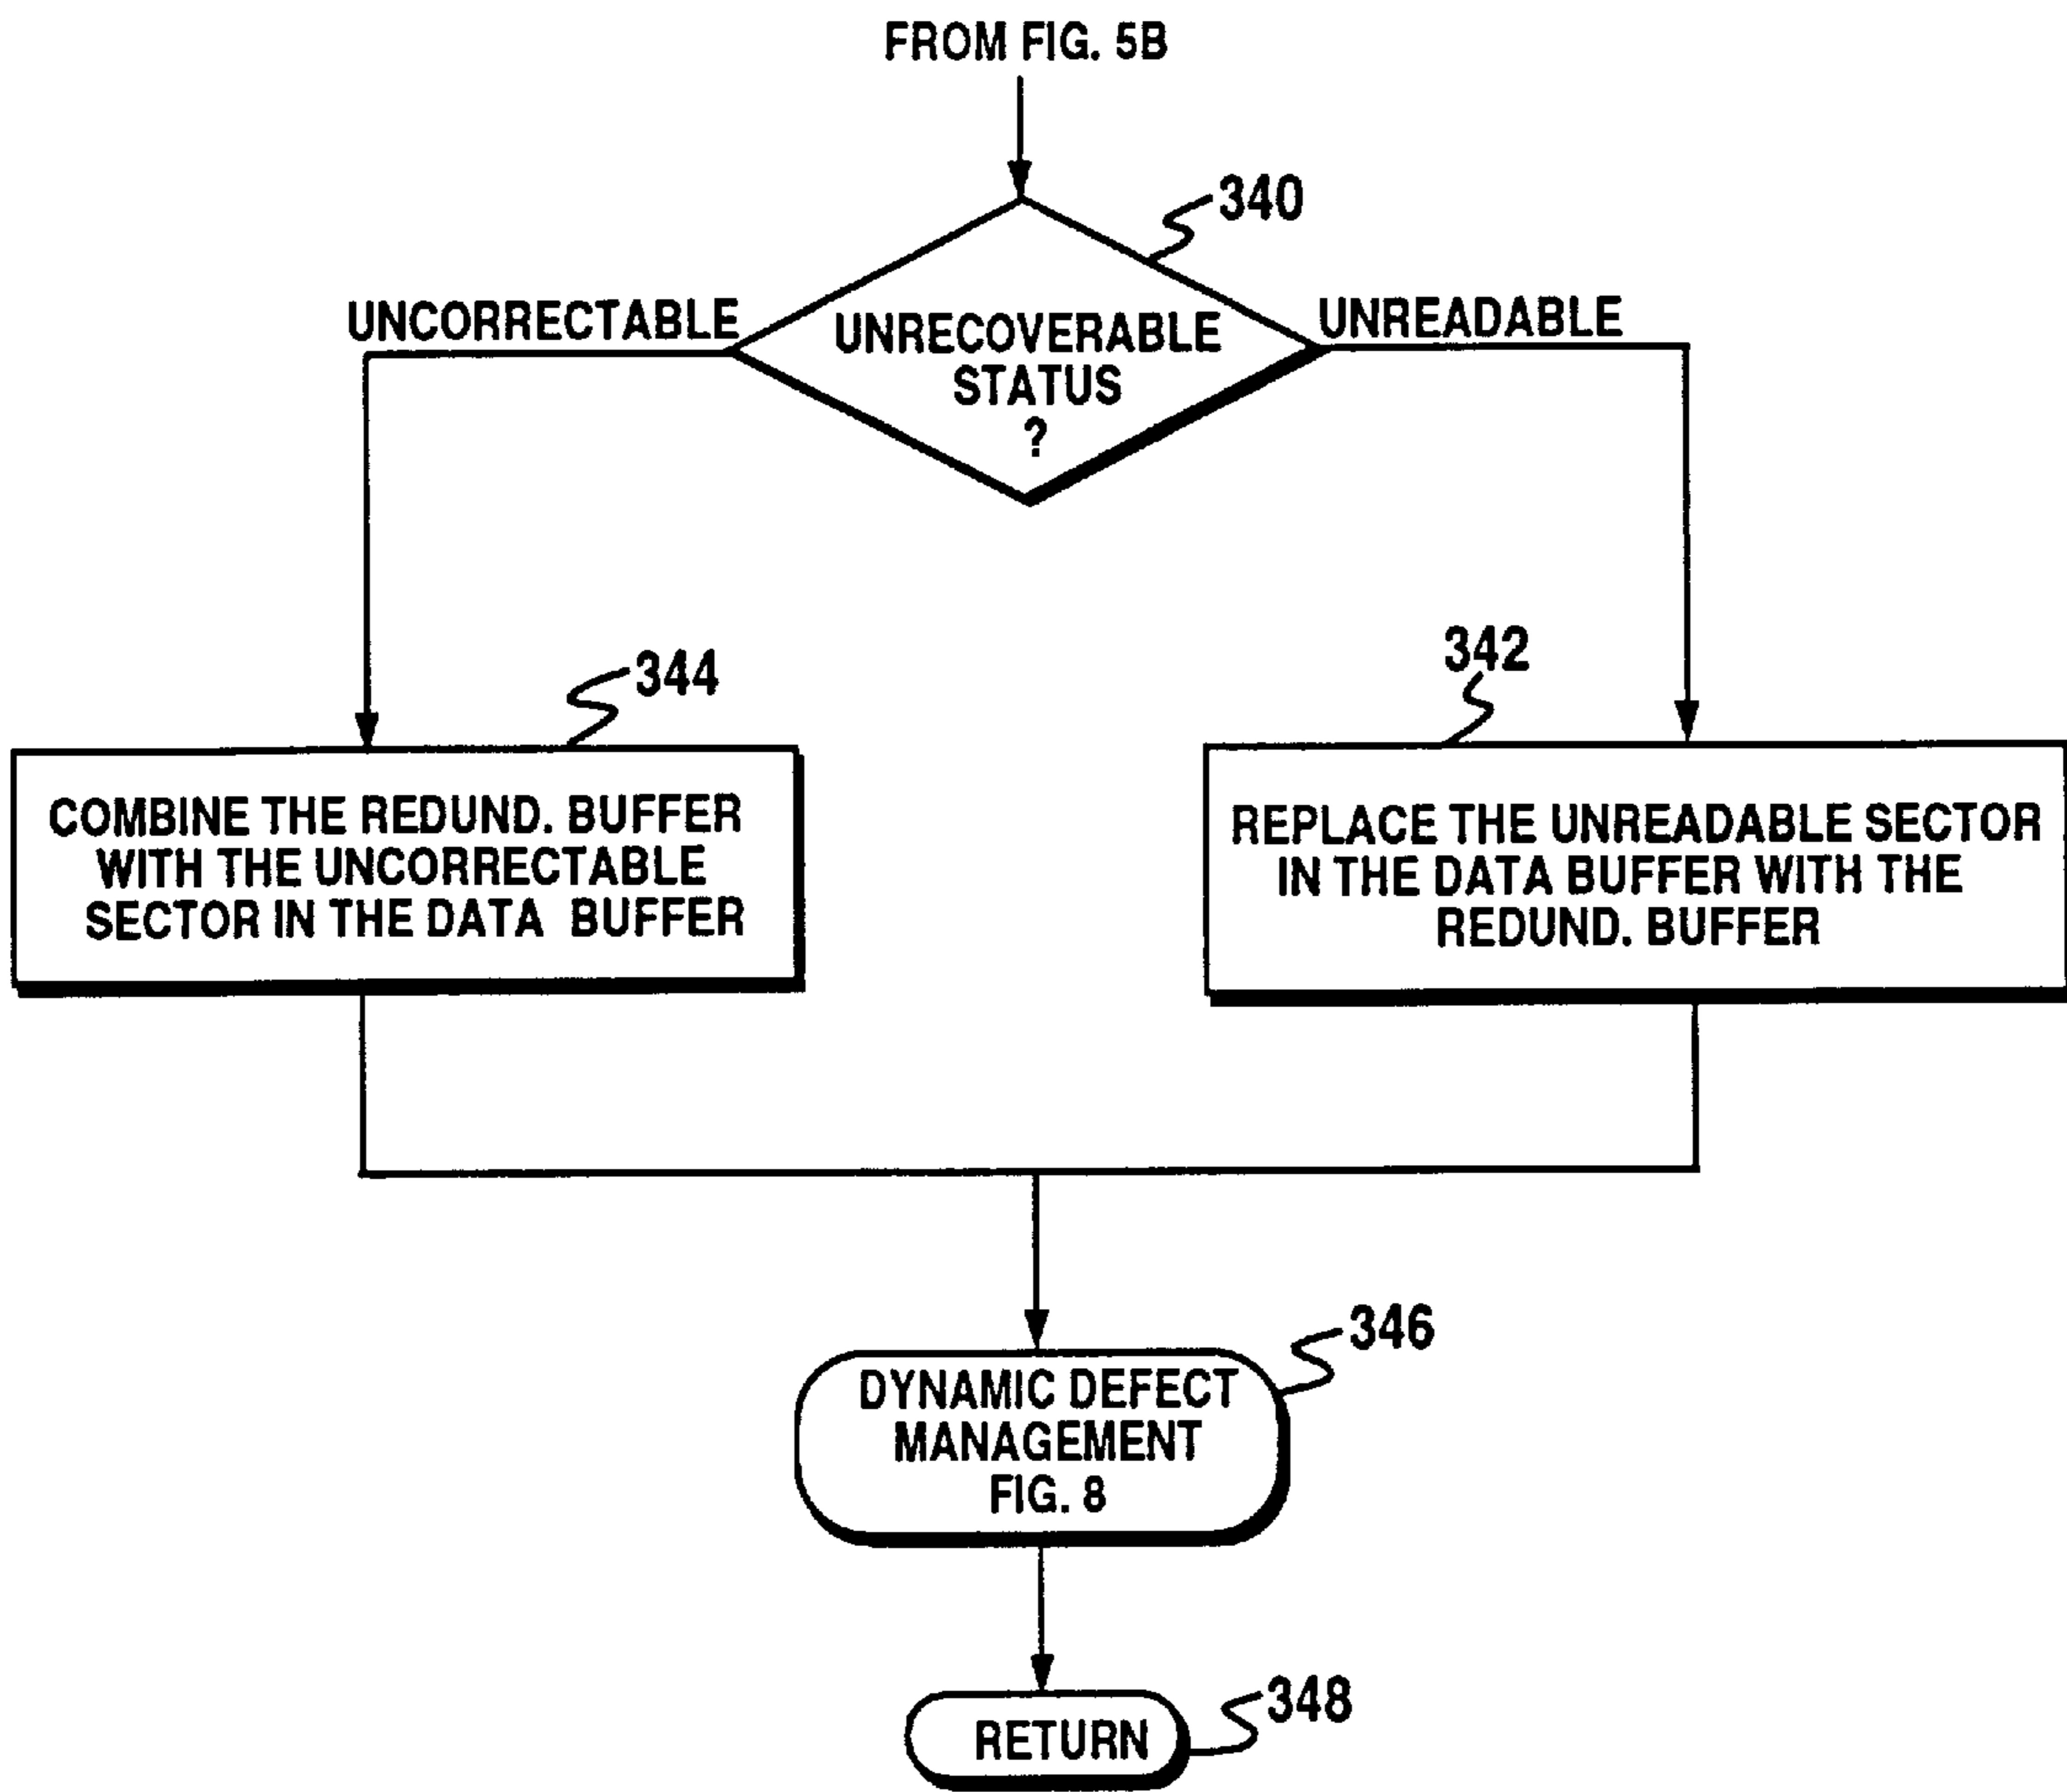 FROM FIG. 5B
340
UNCORRECTABLE
UNRECOVERABLE
STATUS
?
UNREADABLE
344
COMBINE THE REDUND. BUFFER
WITH THE UNCORRECTABLE
SECTOR IN THE DATA BUFFER
342
REPLACE THE UNREADABLE SECTOR
IN THE DATA BUFFER WITH THE
REDUND. BUFFER
346
DYNAMIC DEFECT
MANAGEMENT
FIG. 8
348
RETURN